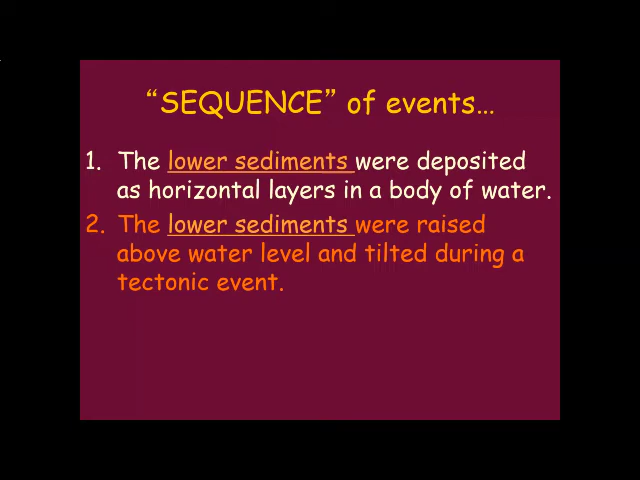 “SEQUENCE” of events…
1. The lower sediments were deposited
as horizontal layers in a body of water.
2. The lower sediments were raised
above water level and tilted during a
tectonic event.